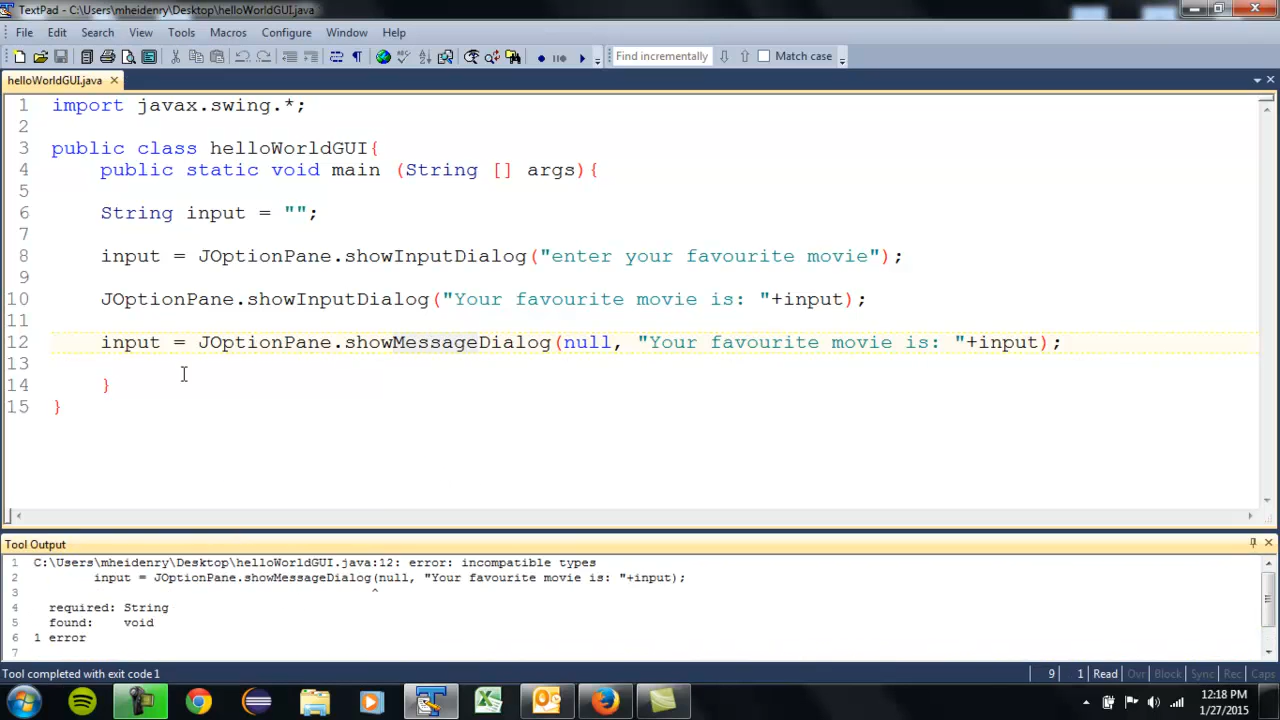 TextPad - C:\Users\mheidenry\Desktop\helloWorldGUI.java
File Edit Search View Tools Macros Configure Window Help
Find incrementally Match case
helloWorldGUI.java
1 import javax.swing.*;
2
3 public class helloWorldGUI{
4 public static void main (String [] args){
5
6 String input = "";
7
8 input = JOptionPane.showInputDialog("enter your favourite movie");
9
10 JOptionPane.showInputDialog("Your favourite movie is: "+input);
11
12 input = JOptionPane.showMessageDialog(null, "Your favourite movie is: "+input);
13
14 }
15 }
Tool Output
1 C:\Users\mheidenry\Desktop\helloWorldGUI.java:12: error: incompatible types
2 input = JOptionPane.showMessageDialog(null, "Your favourite movie is: "+input);
3 ^
4 required: String
5 found: void
6 1 error
7
Tool completed with exit code 1 9 1 Read Ovr Block Sync Rec Caps
12:18 PM
1/27/2015